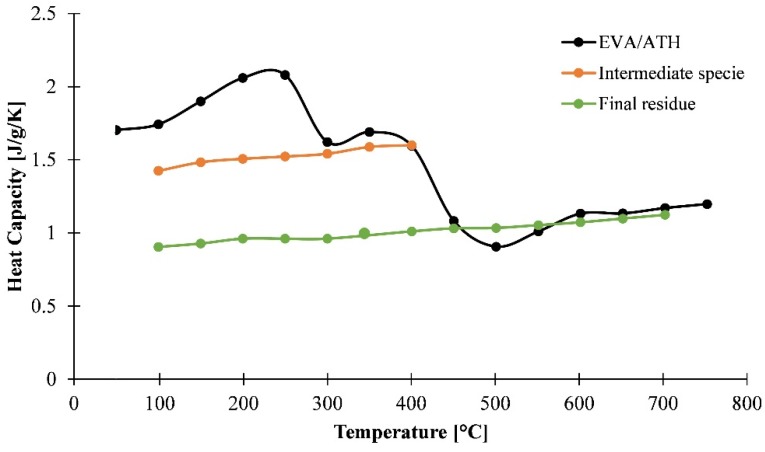 2.5
2
1.5
1
0.5
0
Heat Capacity [J/g/K]
EVA/ATH
Intermediate specie
Final residue
0 100 200 300 400 500 600 700 800
Temperature [°C]